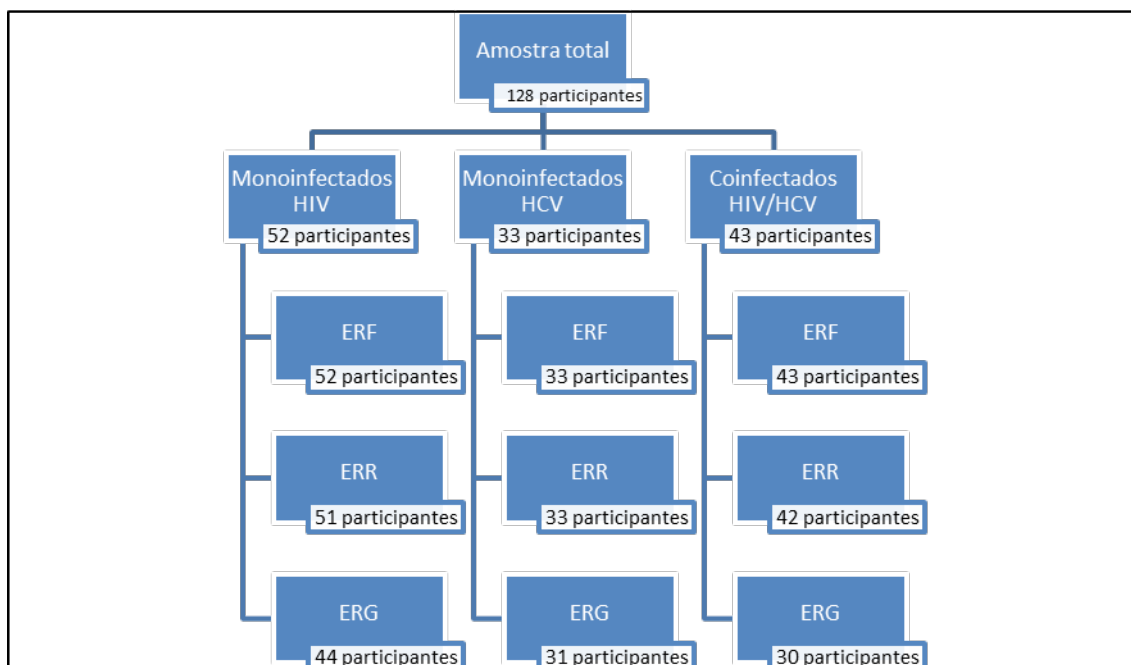 Amostra total
128 participantes
Monoinfectados
HIV
52 participantes
Monoinfectados
HCV
33 participantes
Coinfectados
HIV/HCV
43 participantes
ERF
52 participantes
ERF
33 participantes
ERF
43 participantes
ERR
51 participantes
ERR
33 participantes
ERR
42 participantes
ERG
44 participantes
ERG
31 participantes
ERG
30 participantes